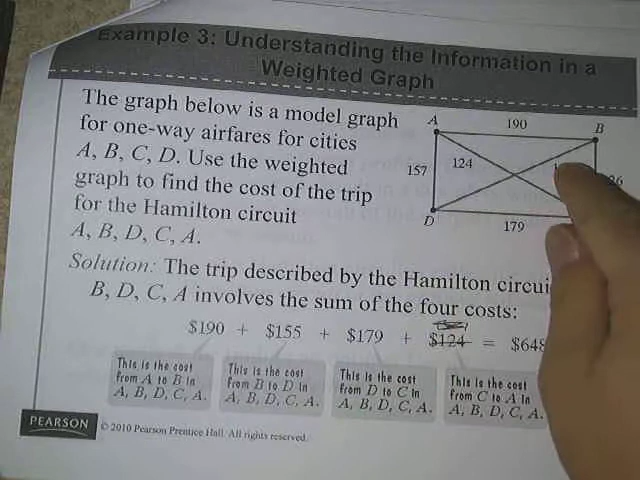 Example 3: Understanding the Information in a
Weighted Graph
The graph below is a model graph
for one-way airfares for cities
A, B, C, D. Use the weighted
graph to find the cost of the trip
for the Hamilton circuit
A, B, D, C, A.
A
190
B
157
124
D
179
Solution: The trip described by the Hamilton
B, D, C, A involves the sum of the four costs:
$190 + $155 + $179 + $124 = $648
This is the cost
from A to B in
A, B, D, C, A.
This is the cost
from B to D in
A, B, D, C, A.
This is the cost
from D to C in
A, B, D, C, A.
This is the cost
from C to A in
A, B, D, C, A.
PEARSON
© 2010 Pearson Prentice Hall. All rights reserved.